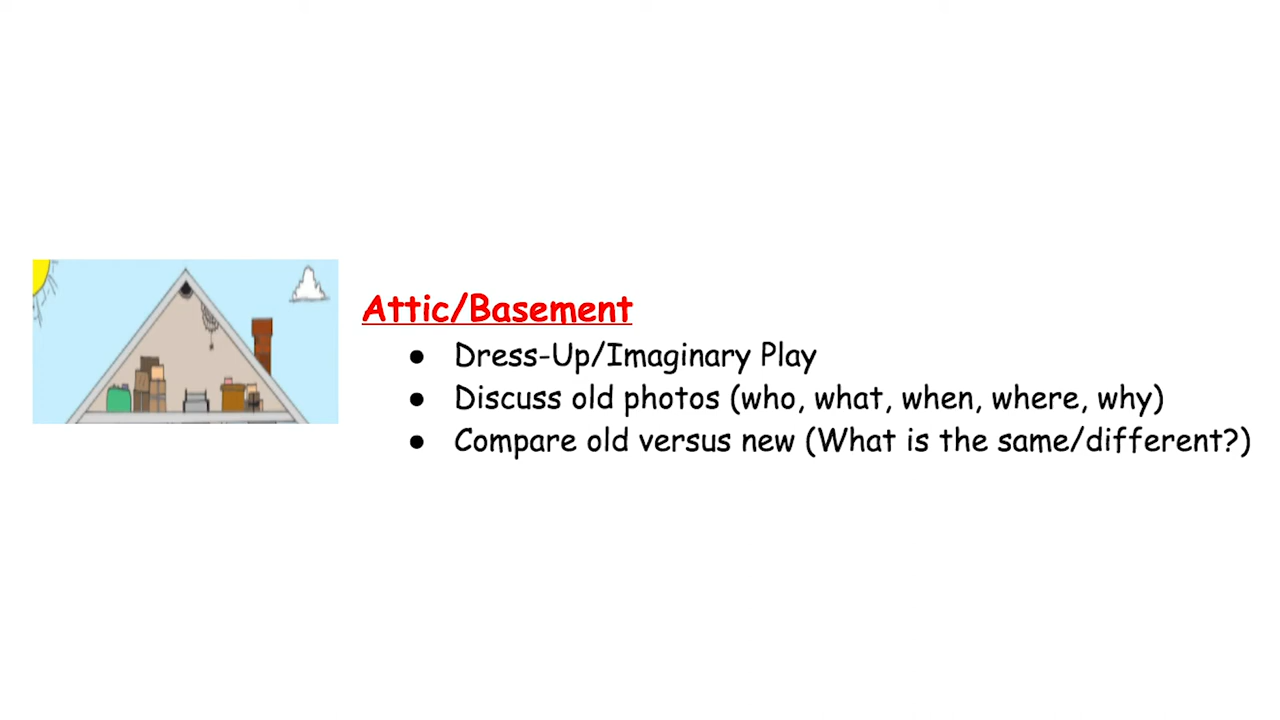 Attic/Basement
● Dress-Up/Imaginary Play
● Discuss old photos (who, what, when, where, why)
● Compare old versus new (What is the same/different?)